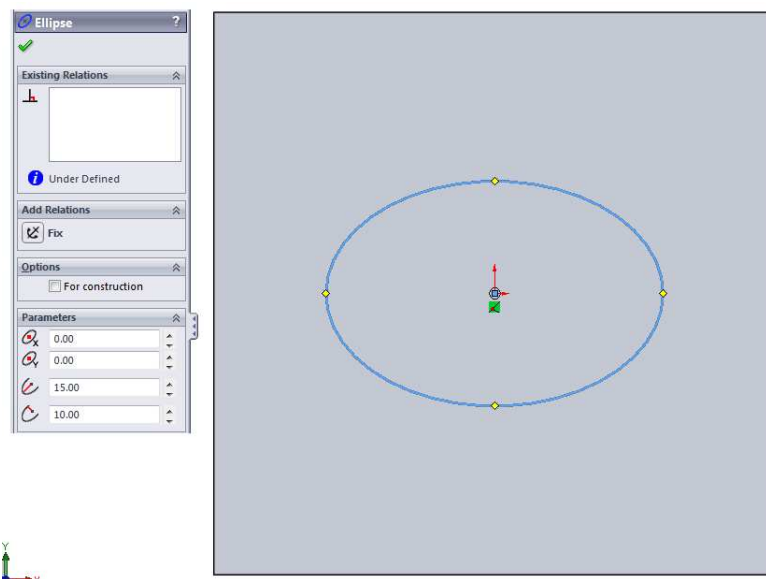 Ellipse ?
Existing Relations
Under Defined
Add Relations
Fix
Options
For construction
Parameters
X 0.00
Y 0.00
15.00
10.00
Y
X